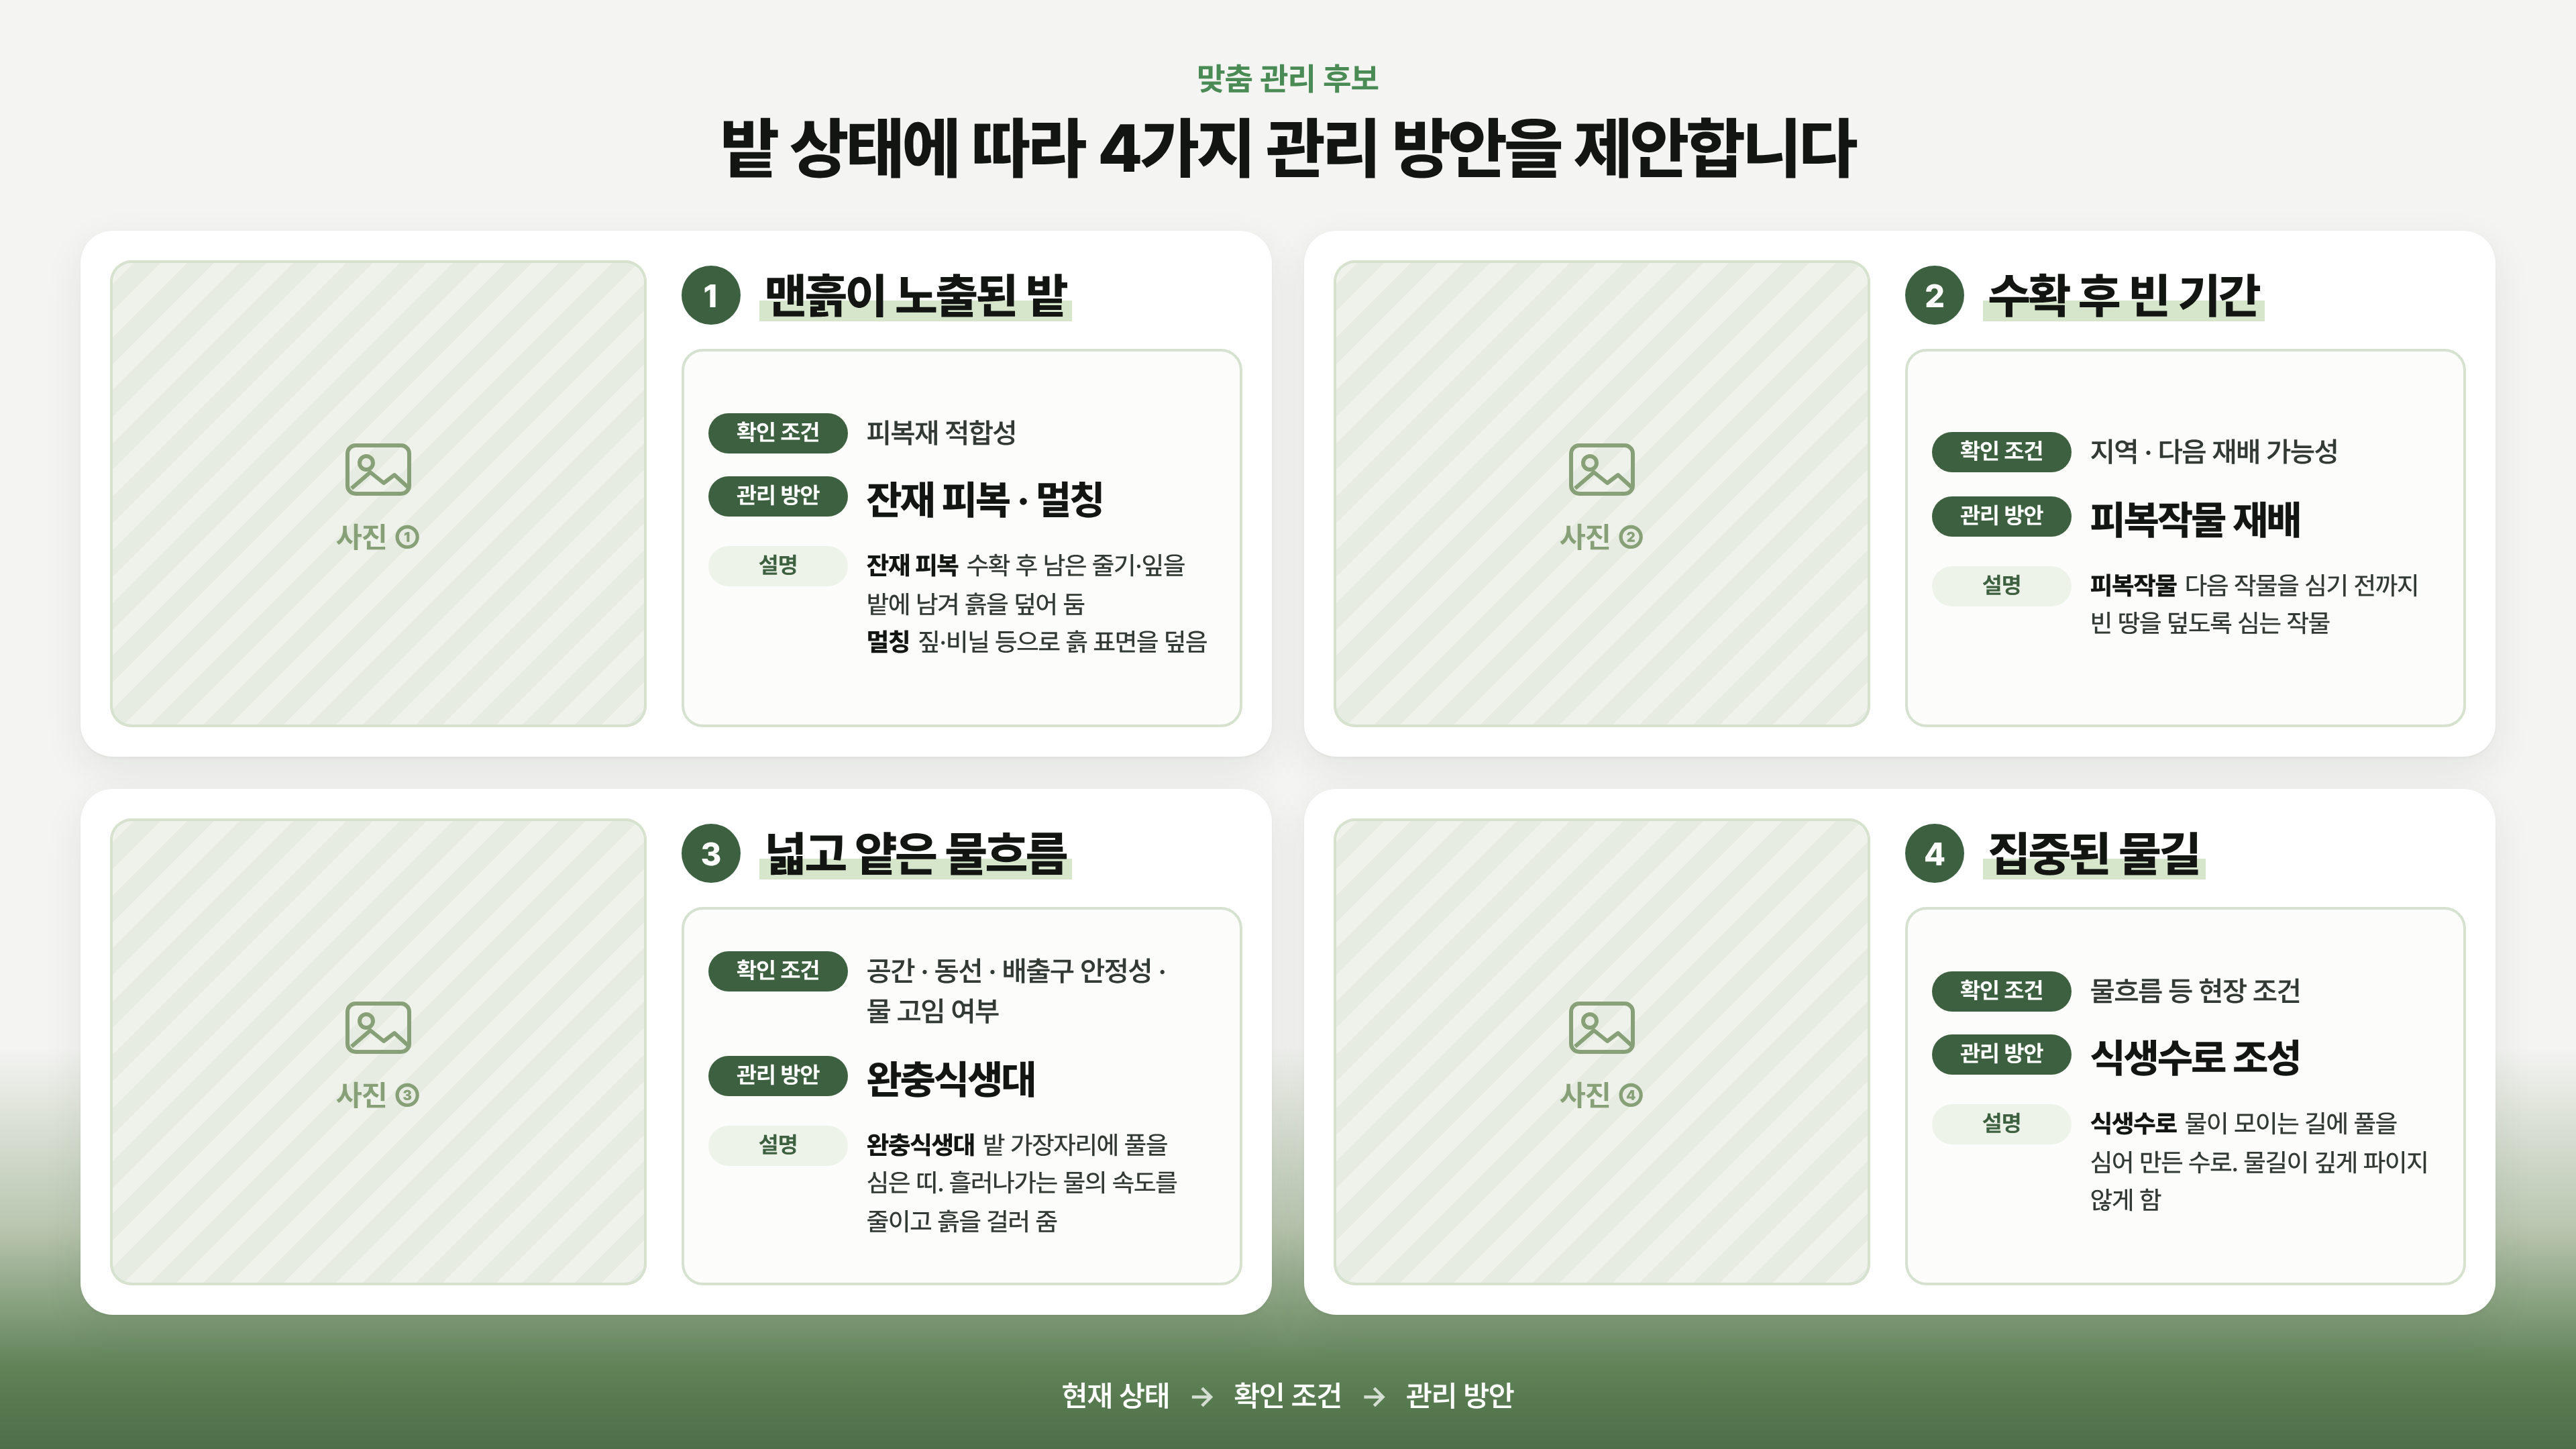 맞춤 관리 후보
밭 상태에 따라 4가지 관리 방안을 제안합니다
사진 ①
1 맨흙이 노출된 밭
확인 조건 피복재 적합성
관리 방안 잔재 피복 · 멀칭
설명 잔재 피복 수확 후 남은 줄기·잎을
밭에 남겨 흙을 덮어 둠
멀칭 짚·비닐 등으로 흙 표면을 덮음
사진 ②
2 수확 후 빈 기간
확인 조건 지역 · 다음 재배 가능성
관리 방안 피복작물 재배
설명 피복작물 다음 작물을 심기 전까지
빈 땅을 덮도록 심는 작물
사진 ③
3 넓고 얕은 물흐름
확인 조건 공간 · 동선 · 배출구 안정성 ·
물 고임 여부
관리 방안 완충식생대
설명 완충식생대 밭 가장자리에 풀을
심은 띠. 흘러나가는 물의 속도를
줄이고 흙을 걸러 줌
사진 ④
4 집중된 물길
확인 조건 물흐름 등 현장 조건
관리 방안 식생수로 조성
설명 식생수로 물이 모이는 길에 풀을
심어 만든 수로. 물길이 깊게 파이지
않게 함
현재 상태 → 확인 조건 → 관리 방안